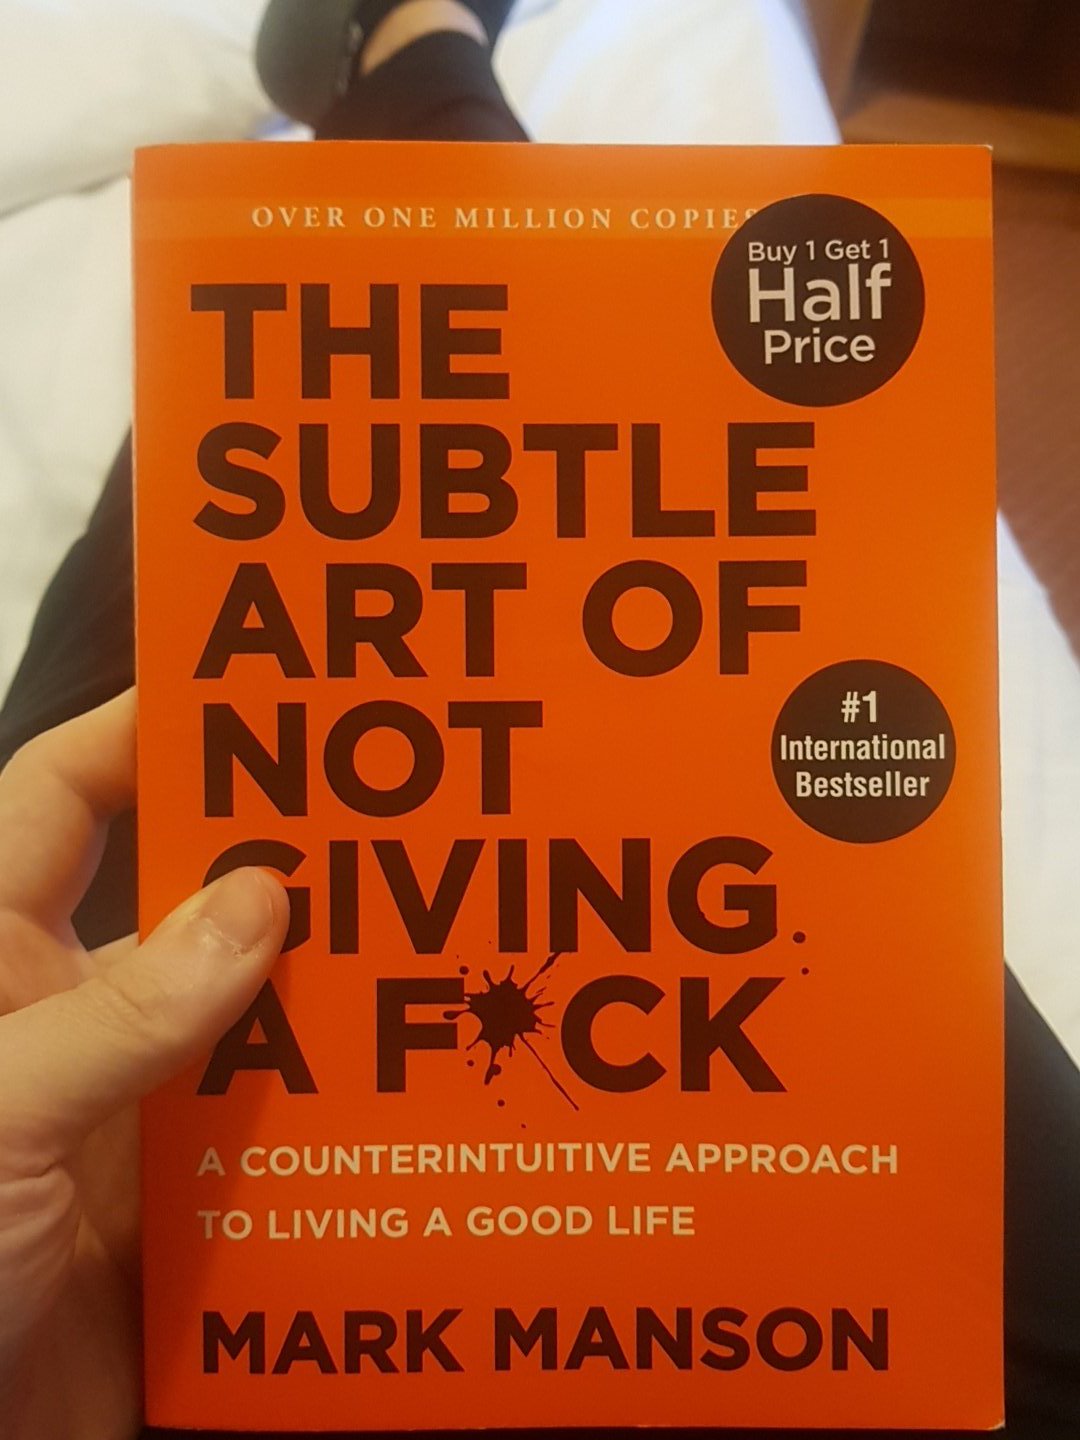 OVER ONE MILLION COPIES
Buy 1 Get 1
Half
Price
THE
SUBTLE
ART OF
NOT
GIVING
A F*CK
#1
International
Bestseller
A COUNTERINTUITIVE APPROACH
TO LIVING A GOOD LIFE
MARK MANSON